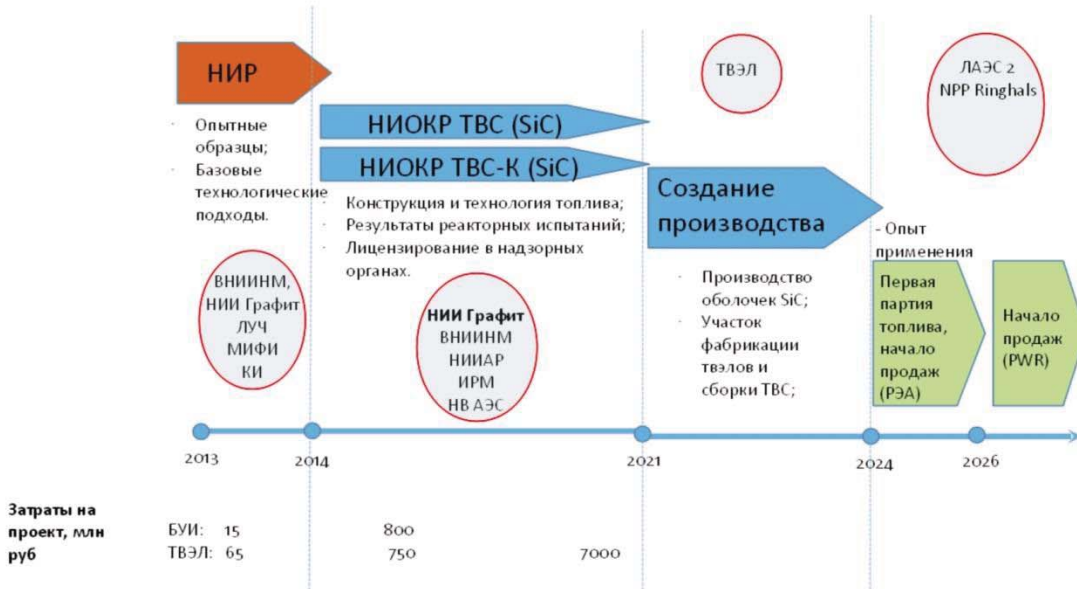 НИР
· Опытные
образцы;
· Базовые
технологические
подходы.
ВНИИНМ,
НИИ Графит
ЛУЧ
МИФИ
КИ
НИОКР ТВС (SiC)
НИОКР ТВС-К (SiC)
· Конструкция и технология топлива;
· Результаты реакторных испытаний;
· Лицензирование в надзорных
органах.
НИИ Графит
ВНИИНМ
НИИАР
ИРМ
НВ АЭС
ТВЭЛ
Создание
производства
· Производство
оболочек SiC;
· Участок
фабрикации
твэлов и
сборки ТВС;
ЛАЭС 2
NPP Ringhals
- Опыт
применения
Первая
партия
топлива,
начало
продаж
(РЭА)
Начало
продаж
(PWR)
2013
2014
2021
2024
2026
Затраты на
проект, млн
руб
БУИ: 15 800
ТВЭЛ: 65 750 7000